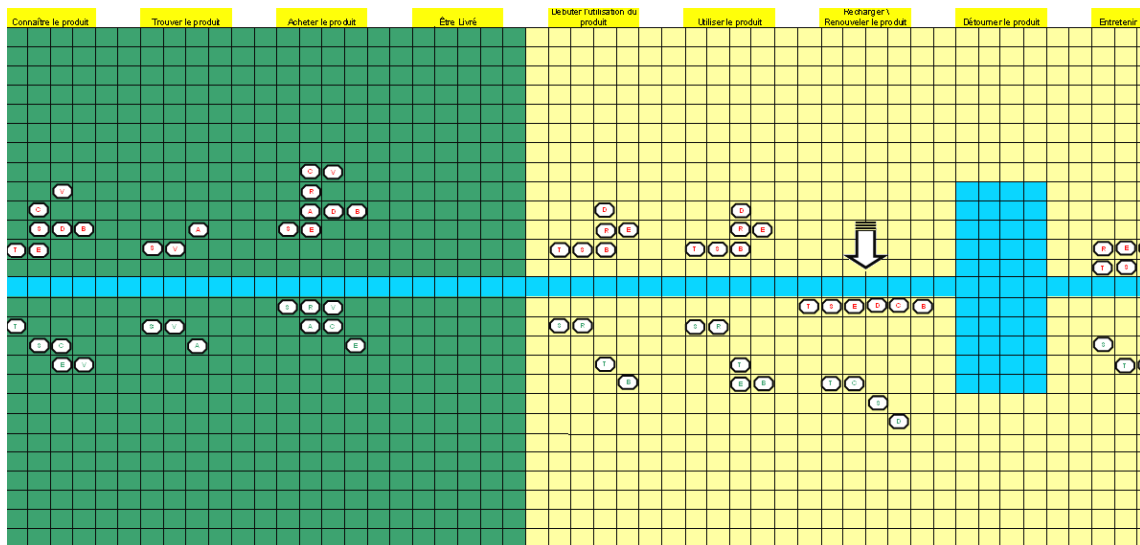 Connaître le produit
Trouver le produit
Acheter le produit
Être Livré
Débuter l'utilisation du
produit
Utiliser le produit
Recharger \
Renouveler le produit
Détourner le produit
Entretenir
C V
V R
C A D B D D
S D B A S E R E R E
T E S V T S B T S B R E
T S
S R V T S E D C B
T S V A C S R S R
S C A E S
E V T T T
B E B T C
S
D